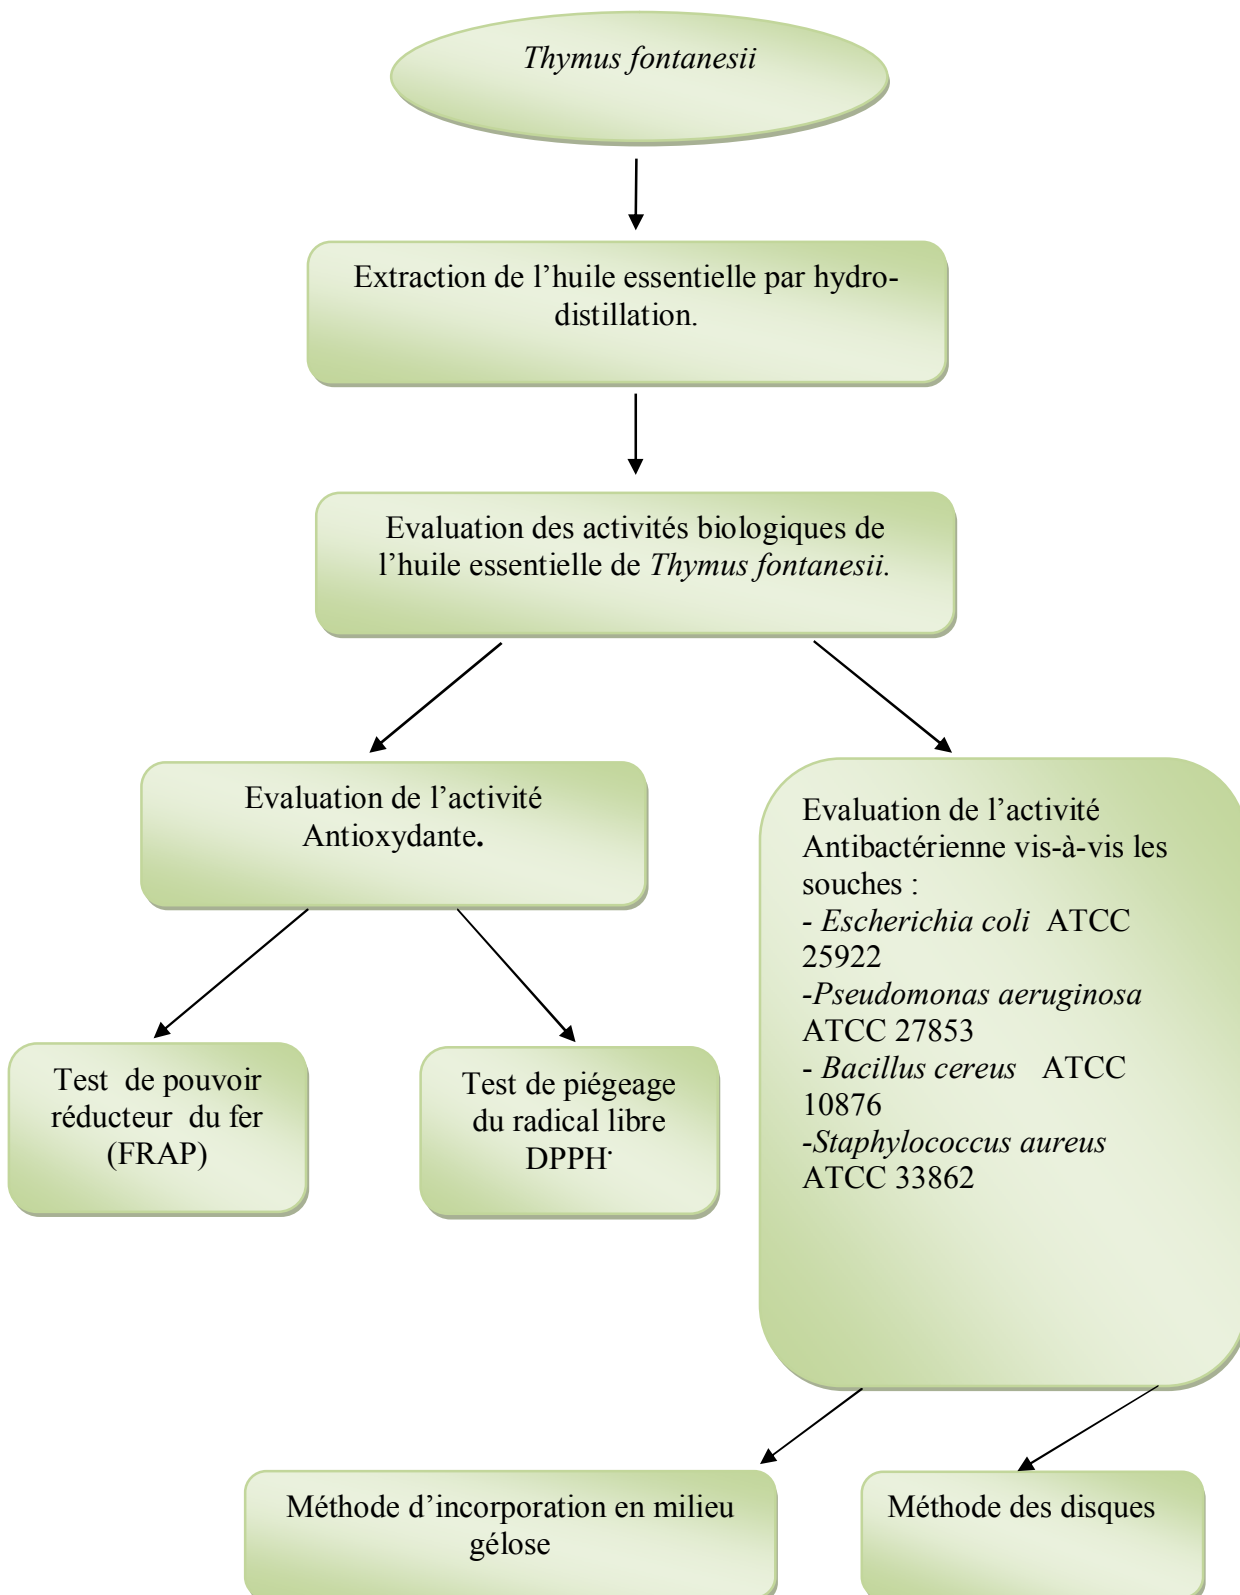 Thymus fontanesii
Extraction de l’huile essentielle par hydro-
distillation.
Evaluation des activités biologiques de
l’huile essentielle de Thymus fontanesii.
Evaluation de l’activité
Antioxydante.
Evaluation de l’activité
Antibactérienne vis-à-vis les
souches :
- Escherichia coli ATCC
25922
-Pseudomonas aeruginosa
ATCC 27853
- Bacillus cereus ATCC
10876
-Staphylococcus aureus
ATCC 33862
Test de pouvoir
réducteur du fer
(FRAP)
Test de piégeage
du radical libre
DPPH·
Méthode d’incorporation en milieu
gélose
Méthode des disques